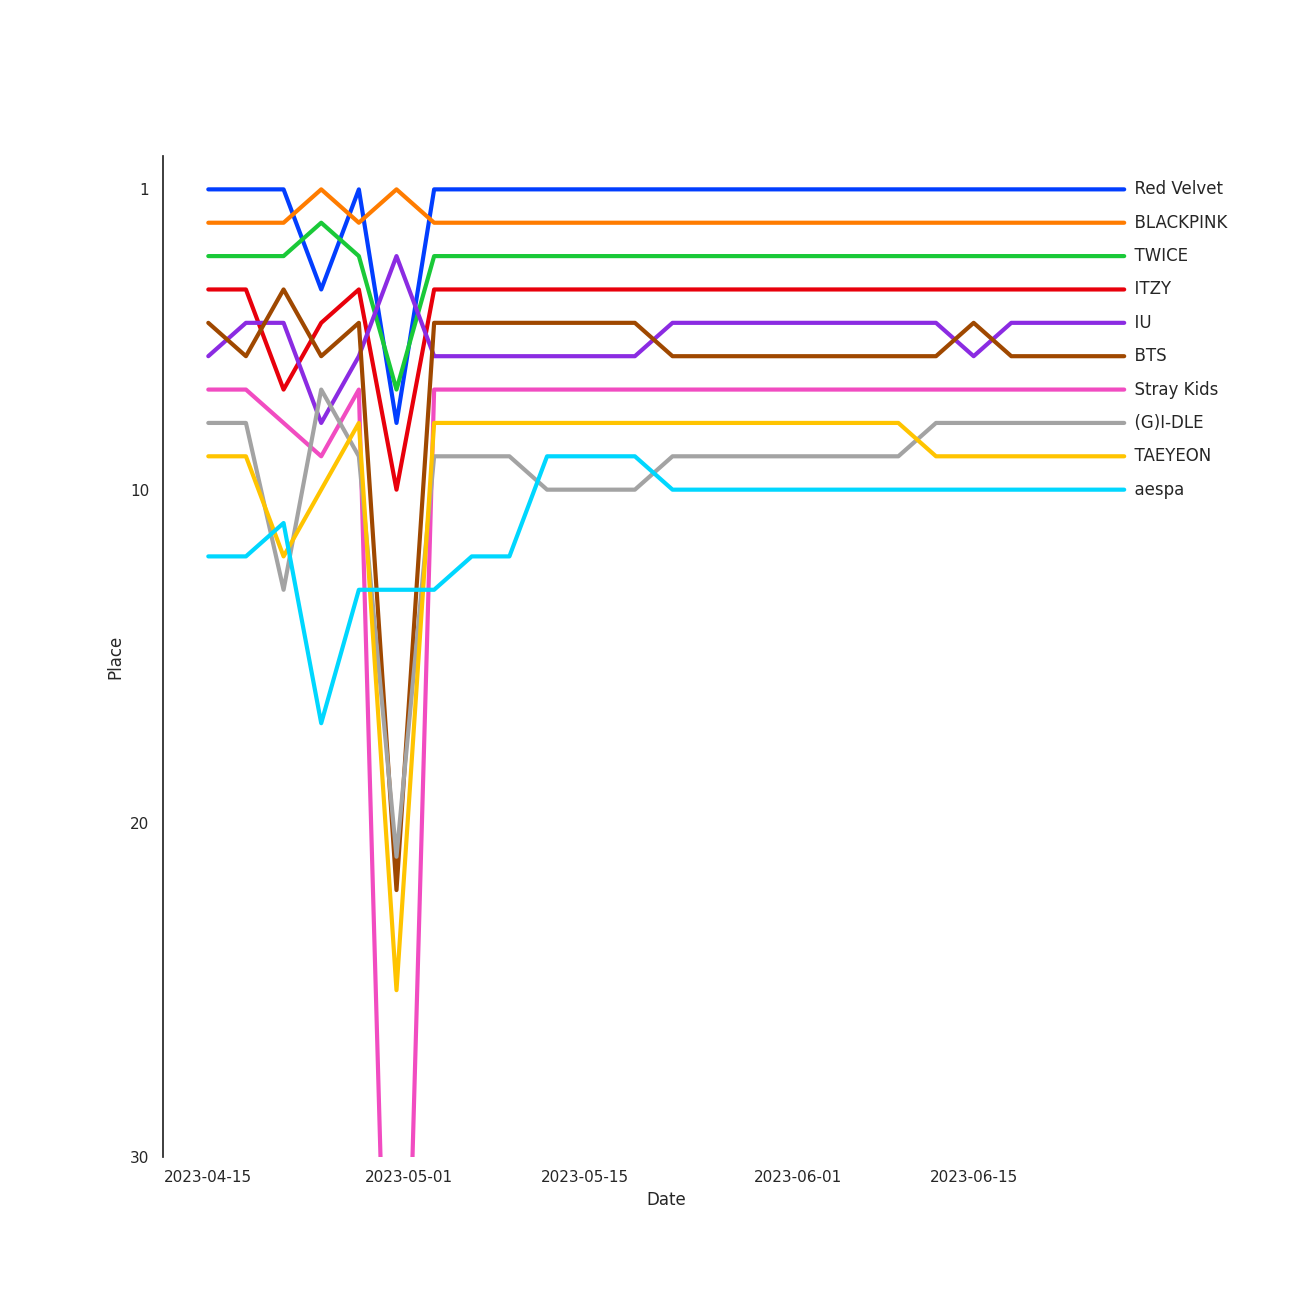 1
10
20
30
Place
2023-04-15
2023-05-01
2023-05-15
2023-06-01
2023-06-15
Date
Red Velvet
BLACKPINK
TWICE
ITZY
IU
BTS
Stray Kids
(G)I-DLE
TAEYEON
aespa